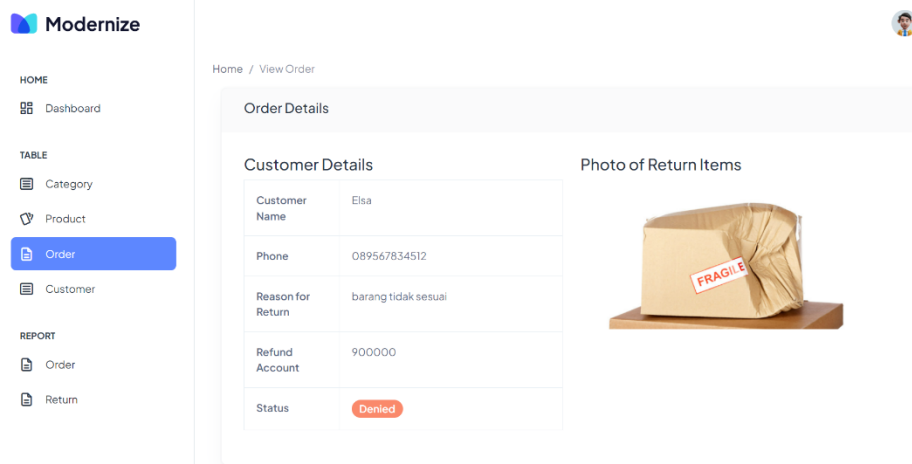 Modernize
HOME
Dashboard
TABLE
Category
Product
Order
Customer
REPORT
Order
Return
Home / View Order
Order Details
Customer Details
Customer Name
Elsa
Phone
089567834512
Reason for Return
barang tidak sesuai
Refund Account
900000
Status
Denied
Photo of Return Items
FRAGILE